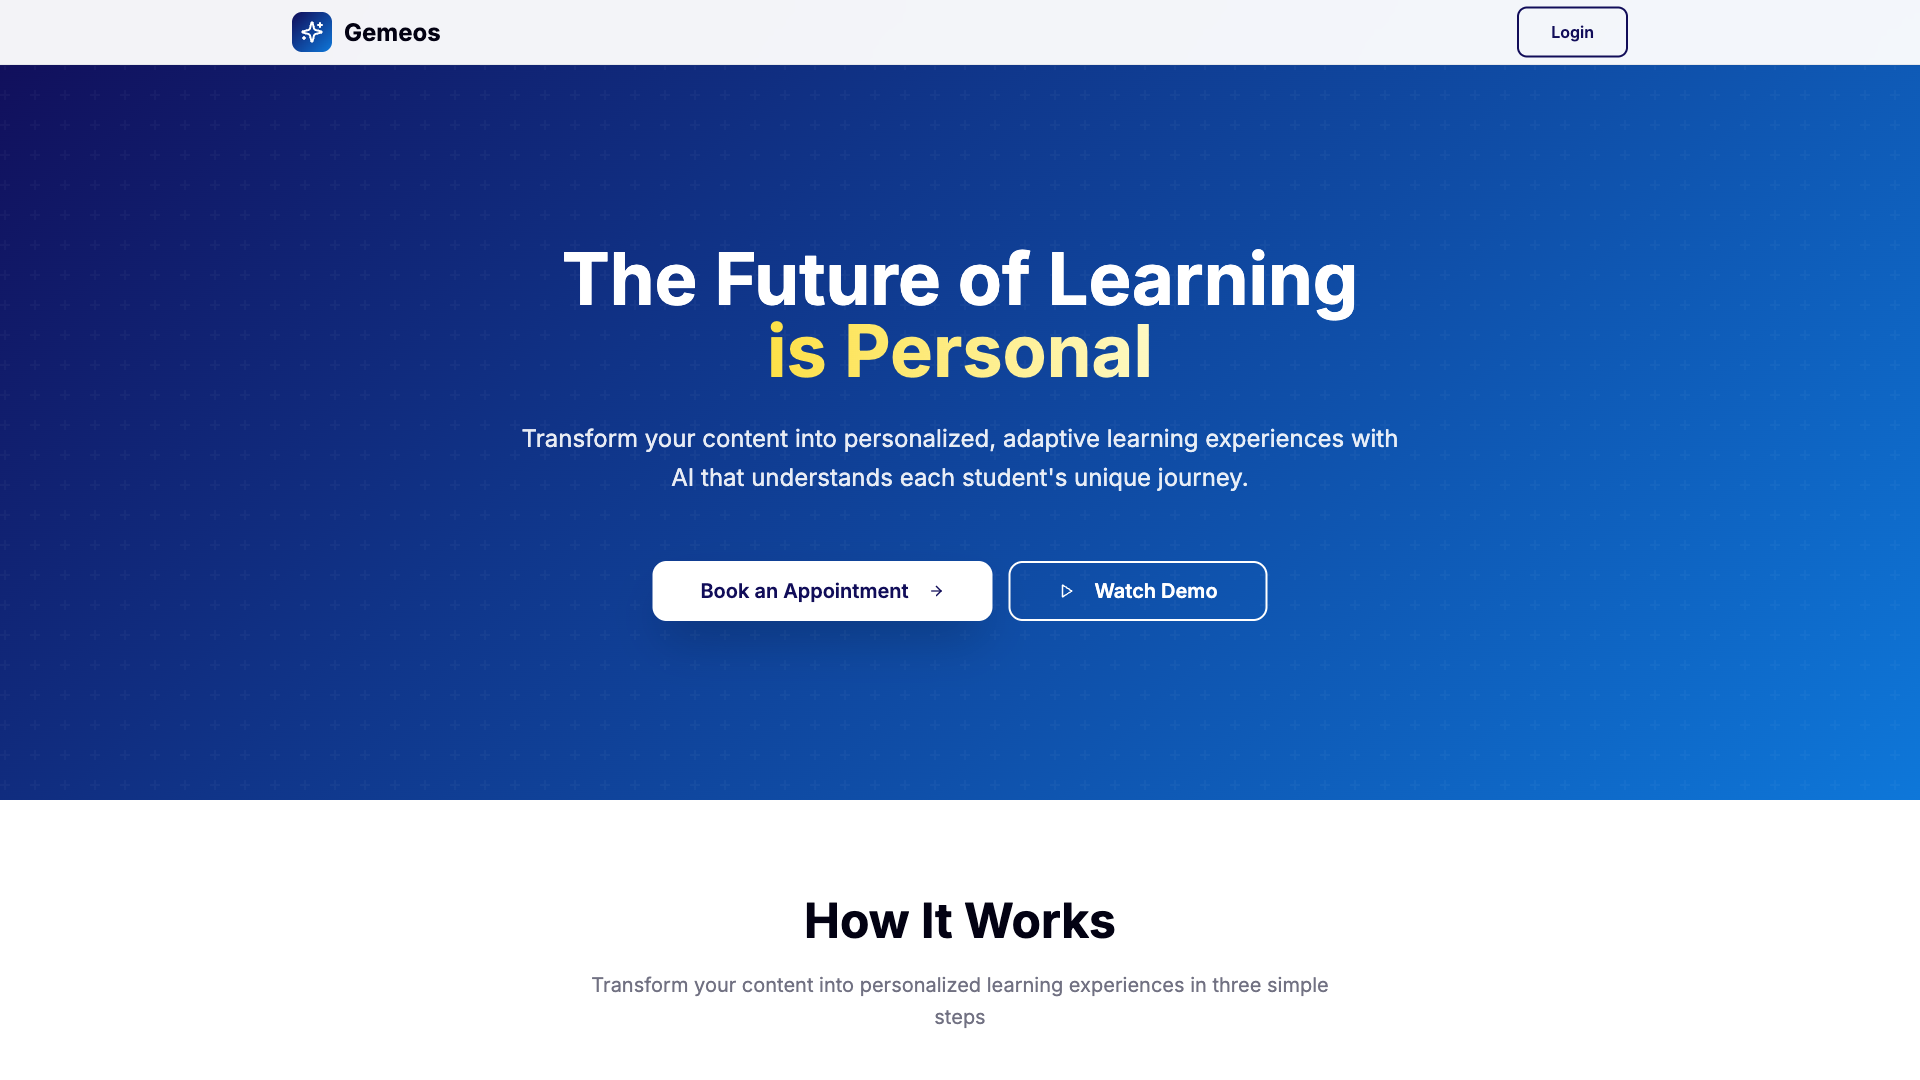 Gemeos
Login
The Future of Learning
is Personal
Transform your content into personalized, adaptive learning experiences with
AI that understands each student's unique journey.
Book an Appointment
Watch Demo
How It Works
Transform your content into personalized learning experiences in three simple
steps